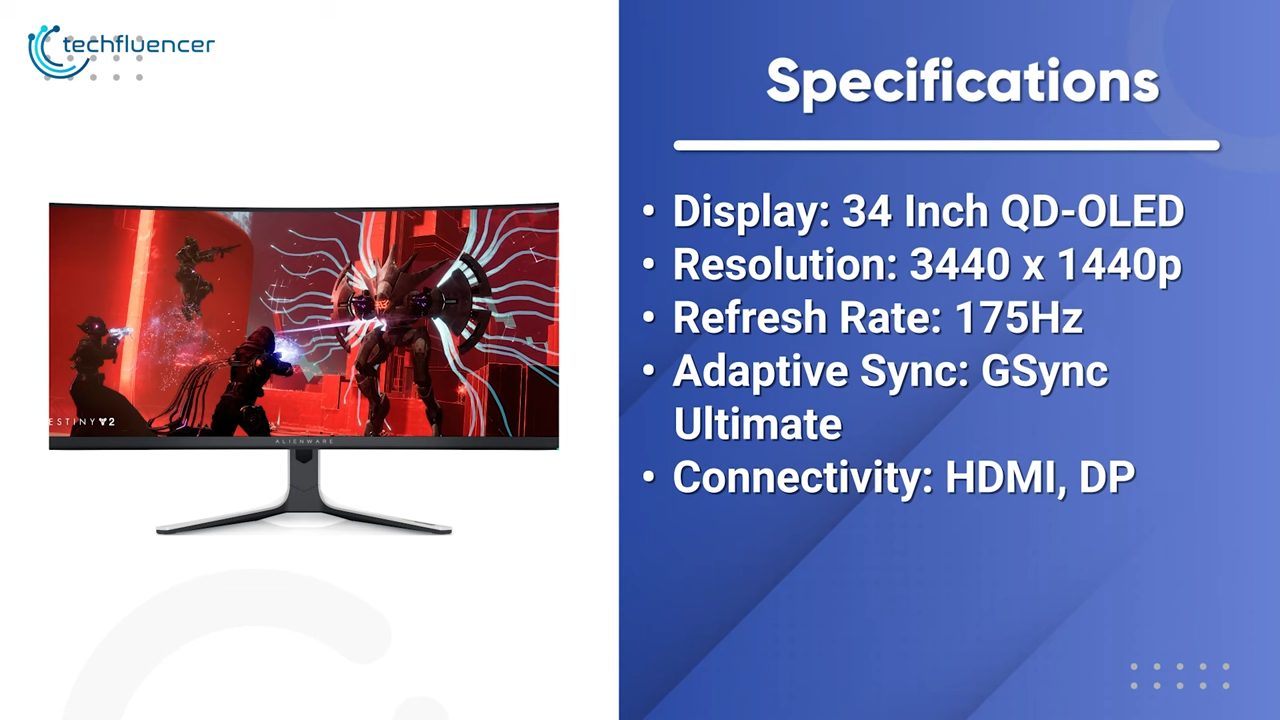 techfluencer
Specifications
• Display: 34 Inch QD-OLED
• Resolution: 3440 x 1440p
• Refresh Rate: 175Hz
• Adaptive Sync: GSync
Ultimate
• Connectivity: HDMI, DP
ESTINY 2
ALIENWARE